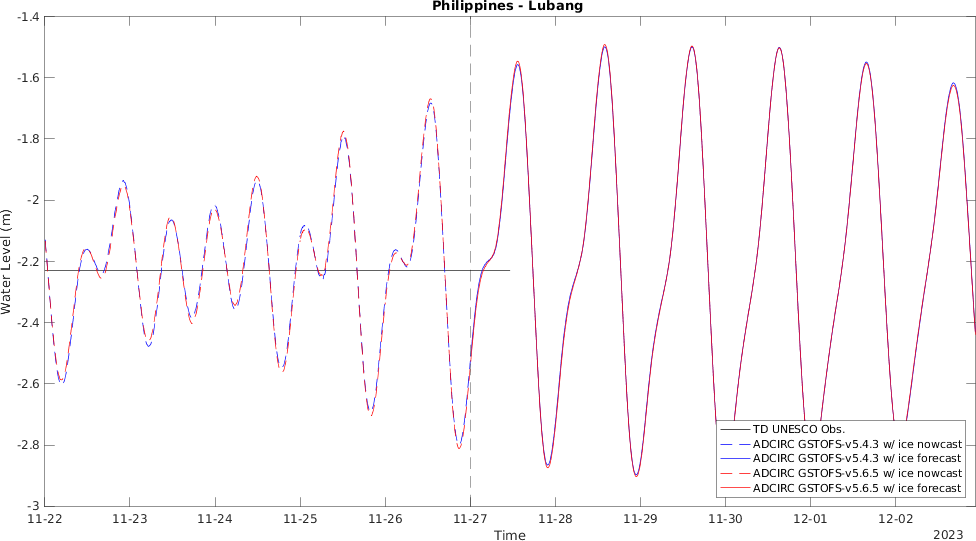 Philippines - Lubang
Water Level (m)
-1.4
-1.6
-1.8
-2
-2.2
-2.4
-2.6
-2.8
-3
11-22
11-23
11-24
11-25
11-26
11-27
11-28
11-29
11-30
12-01
12-02
Time
2023
TD UNESCO Obs.
ADCIRC GSTOFS-v5.4.3 w/ ice nowcast
ADCIRC GSTOFS-v5.4.3 w/ ice forecast
ADCIRC GSTOFS-v5.6.5 w/ ice nowcast
ADCIRC GSTOFS-v5.6.5 w/ ice forecast